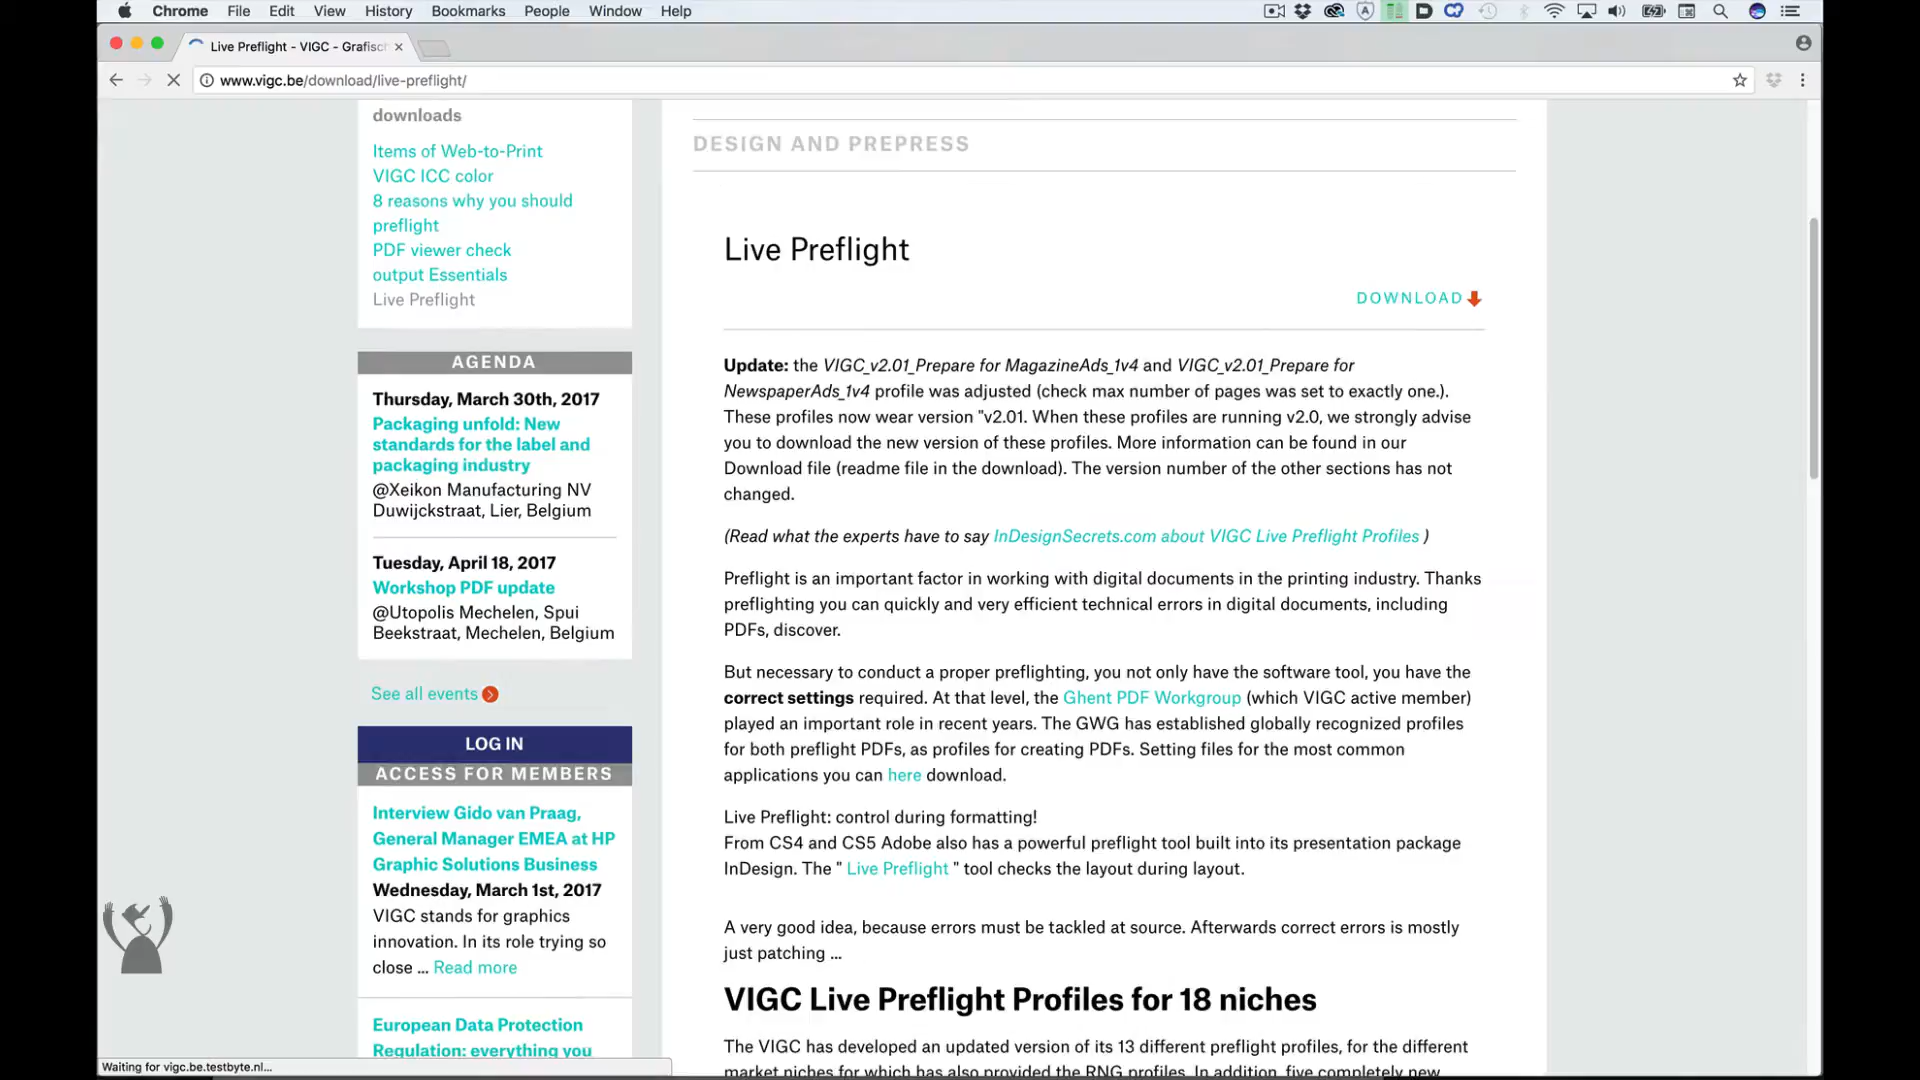 Chrome File Edit View History Bookmarks People Window Help
Live Preflight - VIGC - Grafisch
www.vigc.be/download/live-preflight/
downloads
Items of Web-to-Print
VIGC ICC color
8 reasons why you should
preflight
PDF viewer check
output Essentials
Live Preflight
AGENDA
Thursday, March 30th, 2017
Packaging unfold: New
standards for the label and
packaging industry
@Xeikon Manufacturing NV
Duwijckstraat, Lier, Belgium
Tuesday, April 18, 2017
Workshop PDF update
@Utopolis Mechelen, Spui
Beekstraat, Mechelen, Belgium
See all events
LOG IN
ACCESS FOR MEMBERS
Interview Gido van Praag,
General Manager EMEA at HP
Graphic Solutions Business
Wednesday, March 1st, 2017
VIGC stands for graphics
innovation. In its role trying so
close ... Read more
European Data Protection
Regulation: everything you
DESIGN AND PREPRESS
Live Preflight
DOWNLOAD
Update: the VIGC_v2.01_Prepare for MagazineAds_1v4 and VIGC_v2.01_Prepare for
NewspaperAds_1v4 profile was adjusted (check max number of pages was set to exactly one.).
These profiles now wear version "v2.01. When these profiles are running v2.0, we strongly advise
you to download the new version of these profiles. More information can be found in our
Download file (readme file in the download). The version number of the other sections has not
changed.
(Read what the experts have to say InDesignSecrets.com about VIGC Live Preflight Profiles )
Preflight is an important factor in working with digital documents in the printing industry. Thanks
preflighting you can quickly and very efficient technical errors in digital documents, including
PDFs, discover.
But necessary to conduct a proper preflighting, you not only have the software tool, you have the
correct settings required. At that level, the Ghent PDF Workgroup (which VIGC active member)
played an important role in recent years. The GWG has established globally recognized profiles
for both preflight PDFs, as profiles for creating PDFs. Setting files for the most common
applications you can here download.
Live Preflight: control during formatting!
From CS4 and CS5 Adobe also has a powerful preflight tool built into its presentation package
InDesign. The " Live Preflight " tool checks the layout during layout.
A very good idea, because errors must be tackled at source. Afterwards correct errors is mostly
just patching ...
VIGC Live Preflight Profiles for 18 niches
The VIGC has developed an updated version of its 13 different preflight profiles, for the different
market niches for which has also provided the RNG profiles. In addition, five completely new
Waiting for vigc.be.testbyte.nl...